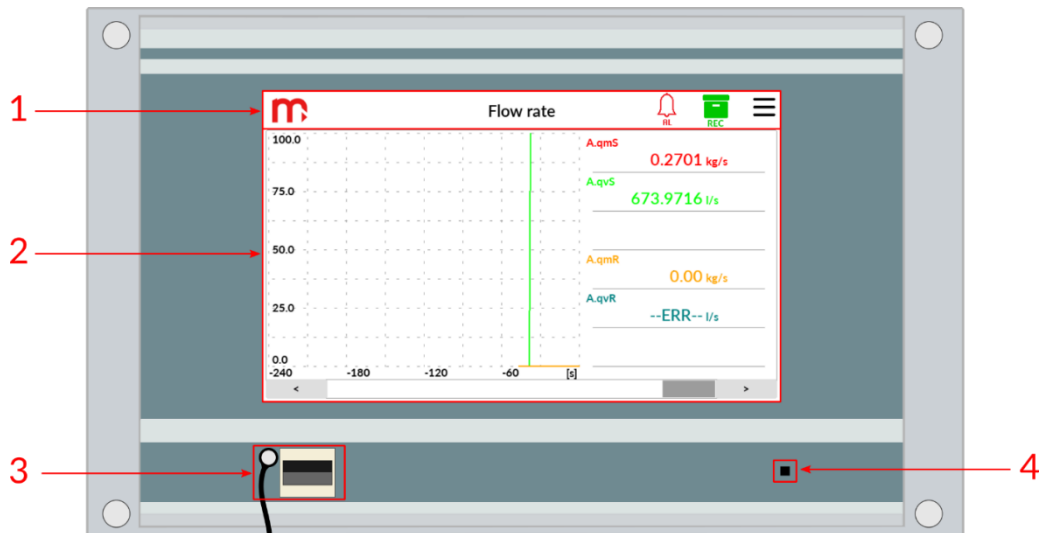 1
2
3
4
m
Flow rate
AL
REC
100.0
75.0
50.0
25.0
0.0
-240 -180 -120 -60 [s]
< >
A.qmS
0.2701 kg/s
A.qvS
673.9716 l/s
A.qmR
0.00 kg/s
A.qvR
--ERR-- l/s